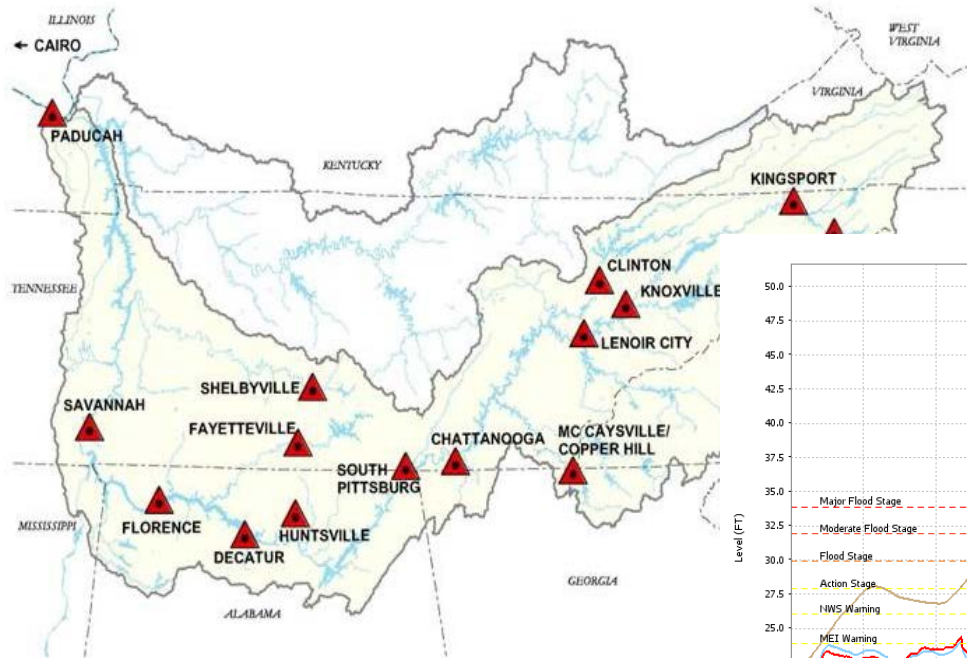 ILLINOIS
← CAIRO
WEST
VIRGINIA
VIRGINIA
PADUCAH
KENTUCKY
KINGSPORT
TENNESSEE
CLINTON
KNOXVILLE
LENOIR CITY
SHELBYVILLE
SAVANNAH
FAYETTEVILLE
CHATTANOOGA
MC CAYSVILLE/
COPPER HILL
SOUTH
PITTSBURG
MISSISSIPPI
FLORENCE
HUNTSVILLE
DECATUR
ALABAMA
GEORGIA
Level (FT)
50.0
47.5
45.0
42.5
40.0
37.5
35.0
Major Flood Stage
32.5
Moderate Flood Stage
30.0
Flood Stage
27.5
Action Stage
NWS Warning
25.0
MEI Warning